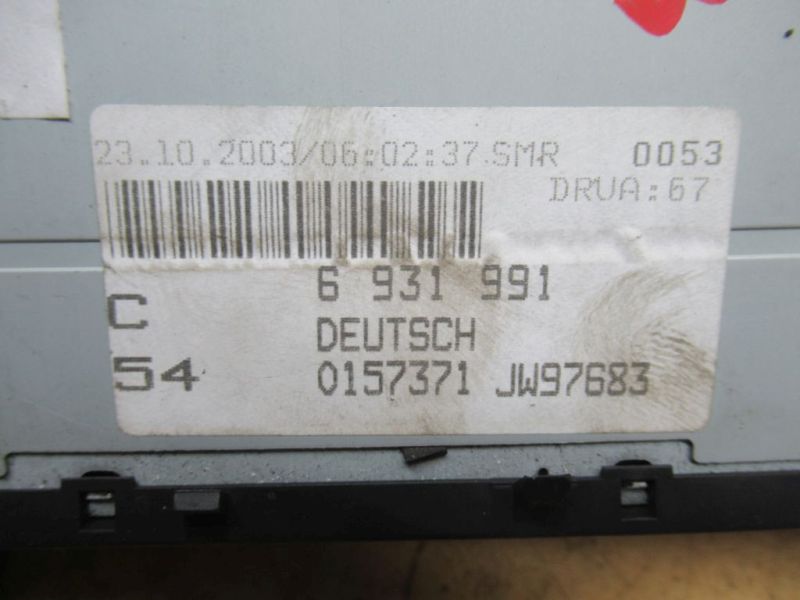 23.10.2003/06:02:37 SMR 0053
DRVA:67
6 931 991
C
DEUTSCH
54 0157371 JW97683